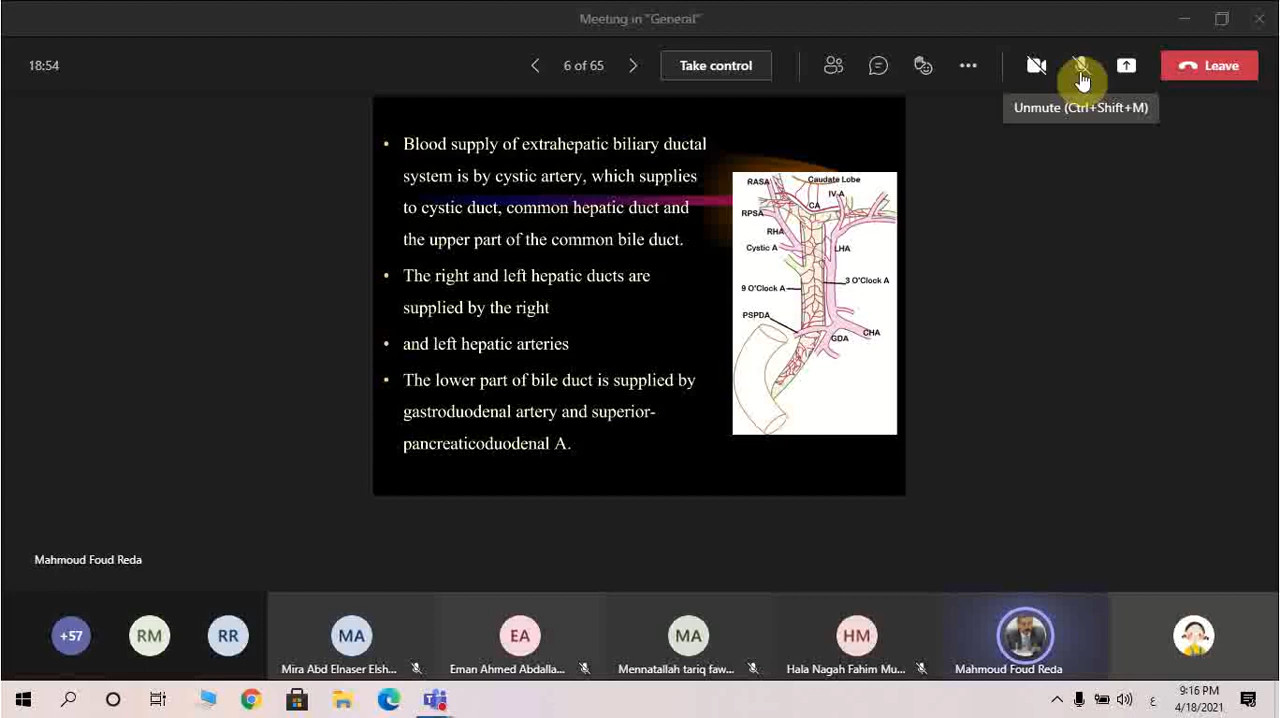 Meeting in "General"
18:54
6 of 65
Take control
Leave
Unmute (Ctrl+Shift+M)
• Blood supply of extrahepatic biliary ductal
system is by cystic artery, which supplies
to cystic duct, common hepatic duct and
the upper part of the common bile duct.
• The right and left hepatic ducts are
supplied by the right
• and left hepatic arteries
• The lower part of bile duct is supplied by
gastroduodenal artery and superior-
pancreaticoduodenal A.
RASA
Caudate Lobe
IV A
CA
RPSA
RHA
Cystic A
LHA
3 O'Clock A
9 O'Clock A
PSPDA
CHA
GDA
Mahmoud Foud Reda
+57
RM
RR
MA
EA
MA
HM
Mira Abd Elnaser Elsh...
Eman Ahmed Abdalla...
Mennatallah tariq faw...
Hala Nagah Fahim Mu...
Mahmoud Foud Reda
ع
9:16 PM
4/18/2021